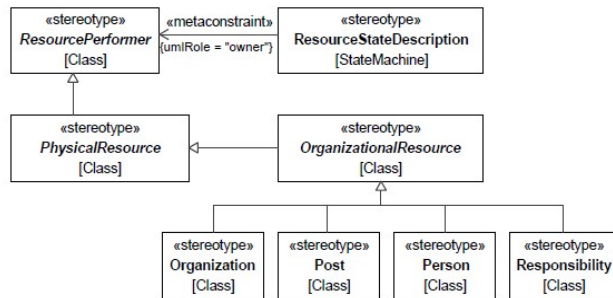 «stereotype»
ResourcePerformer
[Class]
«metaconstraint»
{umlRole = "owner"}
«stereotype»
ResourceStateDescription
[StateMachine]
«stereotype»
PhysicalResource
[Class]
«stereotype»
OrganizationalResource
[Class]
«stereotype»
Organization
[Class]
«stereotype»
Post
[Class]
«stereotype»
Person
[Class]
«stereotype»
Responsibility
[Class]